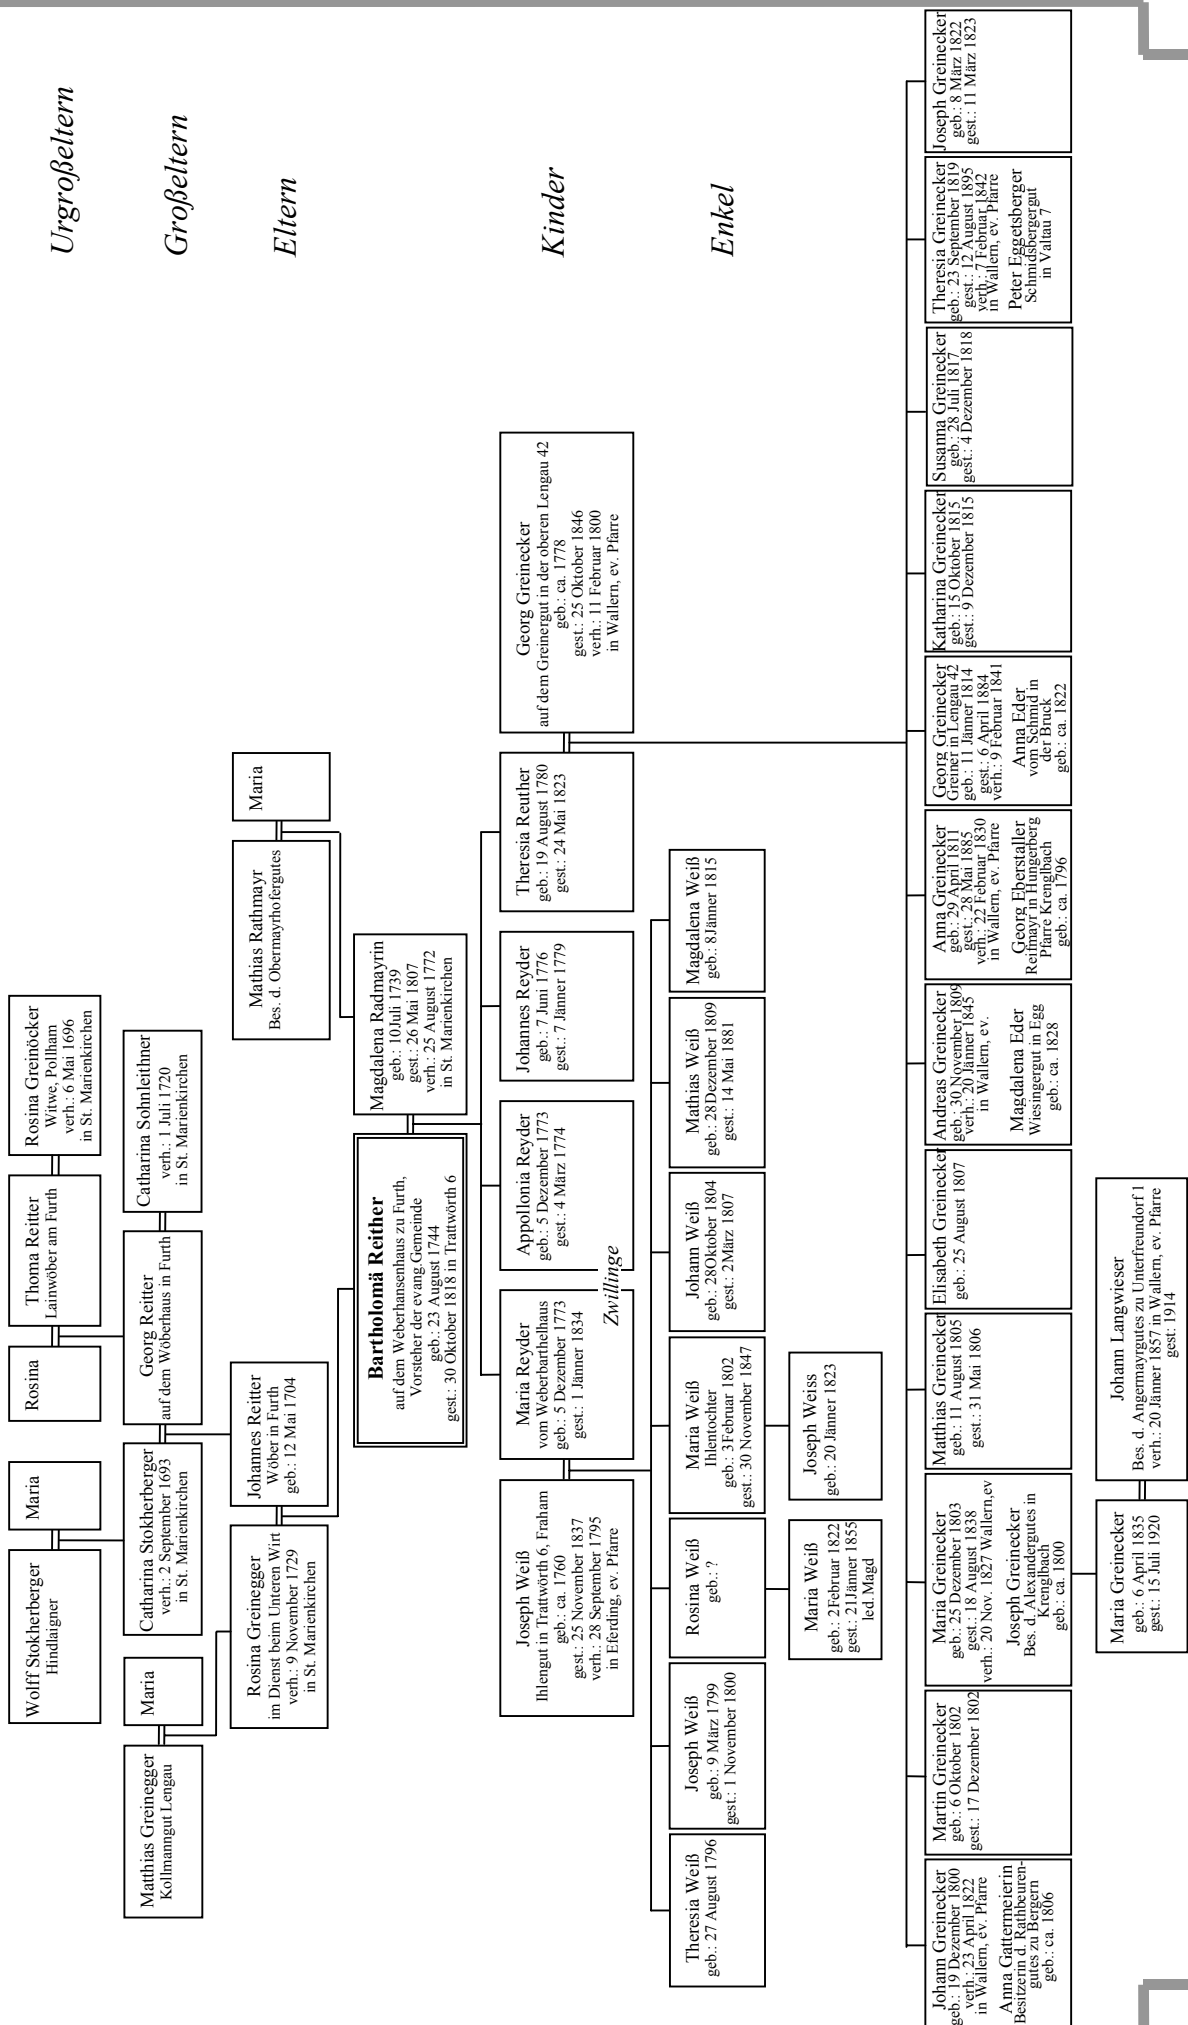 Urgroßeltern
Wolff Stokherberger
Hindlaigner
Maria
Rosina
Thoma Reitter
Lainwöber am Furth
Rosina Greinöcker
Witwe, Pollham
verh.: 6 Mai 1696
in St. Marienkirchen
Großeltern
Matthias Greinegger
Kollmanngut Lengau
Maria
Catharina Stokherberger
verh.: 2 September 1693
in St. Marienkirchen
Georg Reitter
auf dem Wöberhaus in Furth
Catharina Sohnleithner
verh.: 1 Juli 1720
in St. Marienkirchen
Eltern
Rosina Greinegger
im Dienst beim Unteren Wirt
verh.: 9 November 1729
in St. Marienkirchen
Johannes Reitter
Wöber in Furth
geb.: 12 Mai 1704
Mathias Rathmayr
Bes. d. Obermayrhofergutes
Maria
Bartholomä Reither
auf dem Weberhansenhaus zu Furth,
Vorsteher der evang.Gemeinde
geb.: 23 August 1744
gest.: 30 Oktober 1818 in Trattwörth 6
Magdalena Radmayrin
geb.: 10Juli 1739
gest.: 26 Mai 1807
verh.: 25 August 1772
in St. Marienkirchen
Kinder
Joseph Weiß
Ihlengut in Trattwörth 6, Fraham
geb.: ca. 1760
gest.: 25 November 1837
verh.: 28 September 1795
in Eferding, ev. Pfarre
Maria Reyder
vom Weberbarthelhaus
geb.: 5 Dezember 1773
gest.: 1 Jänner 1834
Zwillinge
Appollonia Reyder
geb.: 5 Dezember 1773
gest.: 4 März 1774
Johannes Reyder
geb.: 7 Juni 1776
gest.: 7 Jänner 1779
Theresia Reuther
geb.: 19 August 1780
gest.: 24 Mai 1823
Georg Greinecker
auf dem Greinergut in der oberen Lengau 42
geb.: ca. 1778
gest.: 25 Oktober 1846
verh.: 11 Februar 1800
in Wallern, ev. Pfarre
Enkel
Theresia Weiß
geb.: 27 August 1796
Joseph Weiß
geb.: 9 März 1799
gest.: 1 November 1800
Rosina Weiß
geb.: ?
Maria Weiß
Ihlentochter
geb.: 3Februar 1802
gest.: 30 November 1847
Johann Weiß
geb.: 28Oktober 1804
gest.: 2März 1807
Mathias Weiß
geb.: 28Dezember 1809
gest.: 14 Mai 1881
Magdalena Weiß
geb.: 8Jänner 1815
Maria Weiß
geb.: 2Februar 1822
gest.: 21Jänner 1855
led. Magd
Joseph Weiss
geb.: 20 Jänner 1823
Johann Greinecker
geb.: 19 Dezember 1800
verh.: 23 April 1822
in Wallern, ev. Pfarre
Anna Gattermeierin
Besitzerin d. Rathbeuren-
gutes zu Bergern
geb.: ca. 1806
Martin Greinecker
geb.: 6 Oktober 1802
gest.: 17 Dezember 1802
Maria Greinecker
geb.: 25 Dezember 1803
gest.: 18 August 1838
verh.: 20 Nov. 1827 Wallern,ev
Joseph Greinecker
Bes. d. Alexandergutes in
Krenglbach
geb.: ca. 1800
Matthias Greinecker
geb.: 11 August 1805
gest.: 31 Mai 1806
Elisabeth Greinecker
geb.: 25 August 1807
Andreas Greinecker
geb.: 30 November 1809
verh.: 20 Jänner 1845
in Wallern, ev.
Magdalena Eder
Wiesingergut in Egg
geb.: ca. 1828
Anna Greinecker
geb.: 29 April 1811
gest.: 28 Mai 1885
verh.: 22 Februar 1830
in Wallern, ev. Pfarre
Georg Eberstaller
Reifmayr in Hungerberg
Pfarre Krenglbach
geb.: ca. 1796
Georg Greinecker
Greiner in Lengau 42
geb.: 11 Jänner 1814
gest.: 6 April 1884
verh.: 9 Februar 1841
Anna Eder
vom Schmid in
der Bruck
geb.: ca. 1822
Katharina Greinecker
geb.: 15 Oktober 1815
gest.: 9 Dezember 1815
Susanna Greinecker
geb.: 28 Juli 1817
gest.: 4 Dezember 1818
Theresia Greinecker
geb.: 23 September 1819
gest.: 12 August 1895
verh.: 7 Februar 1842
in Wallern, ev. Pfarre
Peter Eggetsberger
Schmidsbergergut
in Valtau 7
Joseph Greinecker
geb.: 8 März 1822
gest.: 11 März 1823
Maria Greinecker
geb.: 6 April 1835
gest.: 15 Juli 1920
Johann Langwieser
Bes. d. Angermayrgutes zu Unterfreundorf 1
verh.: 20 Jänner 1857 in Wallern, ev. Pfarre
gest: 1914